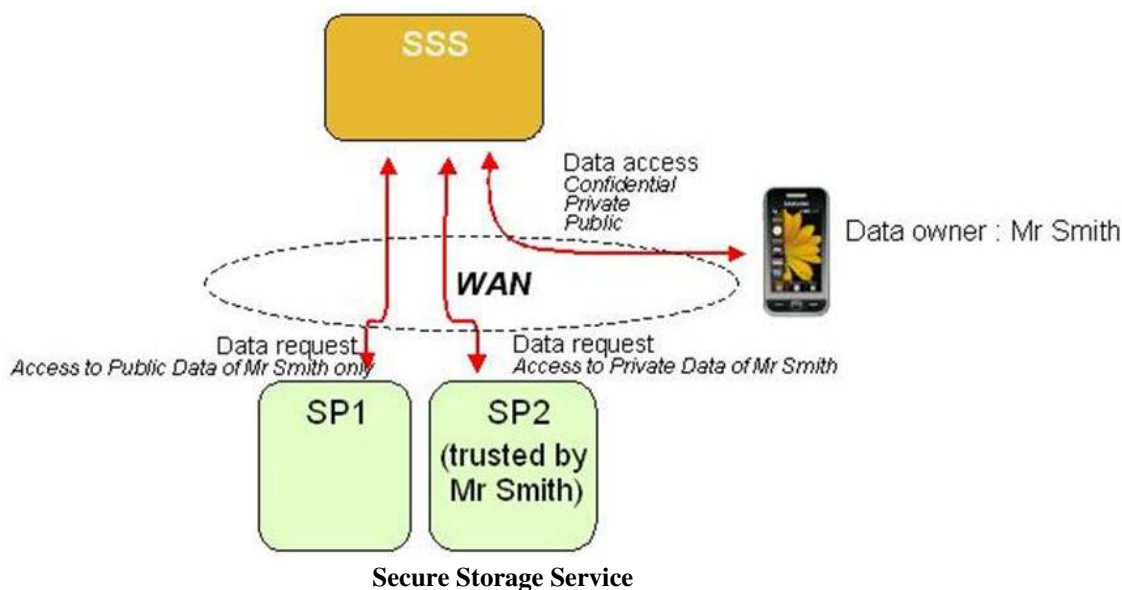 SSS
Data access
Confidential
Private
Public
Data owner : Mr Smith
WAN
Data request
Access to Public Data of Mr Smith only
Data request
Access to Private Data of Mr Smith
SP1
SP2
(trusted by
Mr Smith)
Secure Storage Service